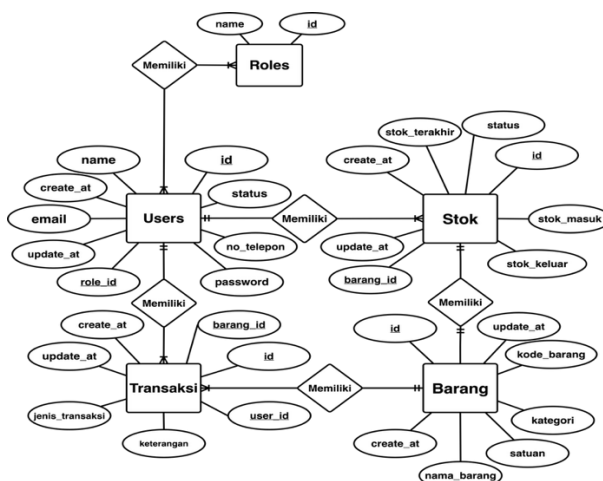 name
id
Memiliki
Roles
stok_terakhir
status
create_at
id
name
id
create_at
status
email
Users
Memiliki
Stok
stok_masuk
update_at
no_telepon
update_at
stok_keluar
role_id
password
barang_id
Memiliki
Memiliki
create_at
barang_id
id
update_at
update_at
id
kode_barang
Transaksi
Memiliki
Barang
jenis_transaksi
user_id
kategori
keterangan
create_at
satuan
nama_barang